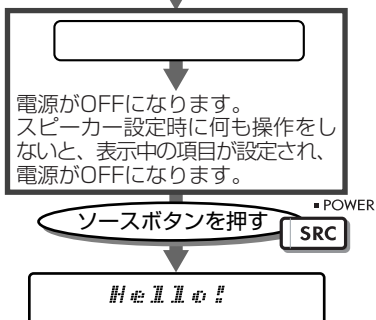 電源がOFFになります。
スピーカー設定時に何も操作をし
ないと、表示中の項目が設定され、
電源がOFFになります。
ソースボタンを押す
▪ POWER
SRC
Hello!